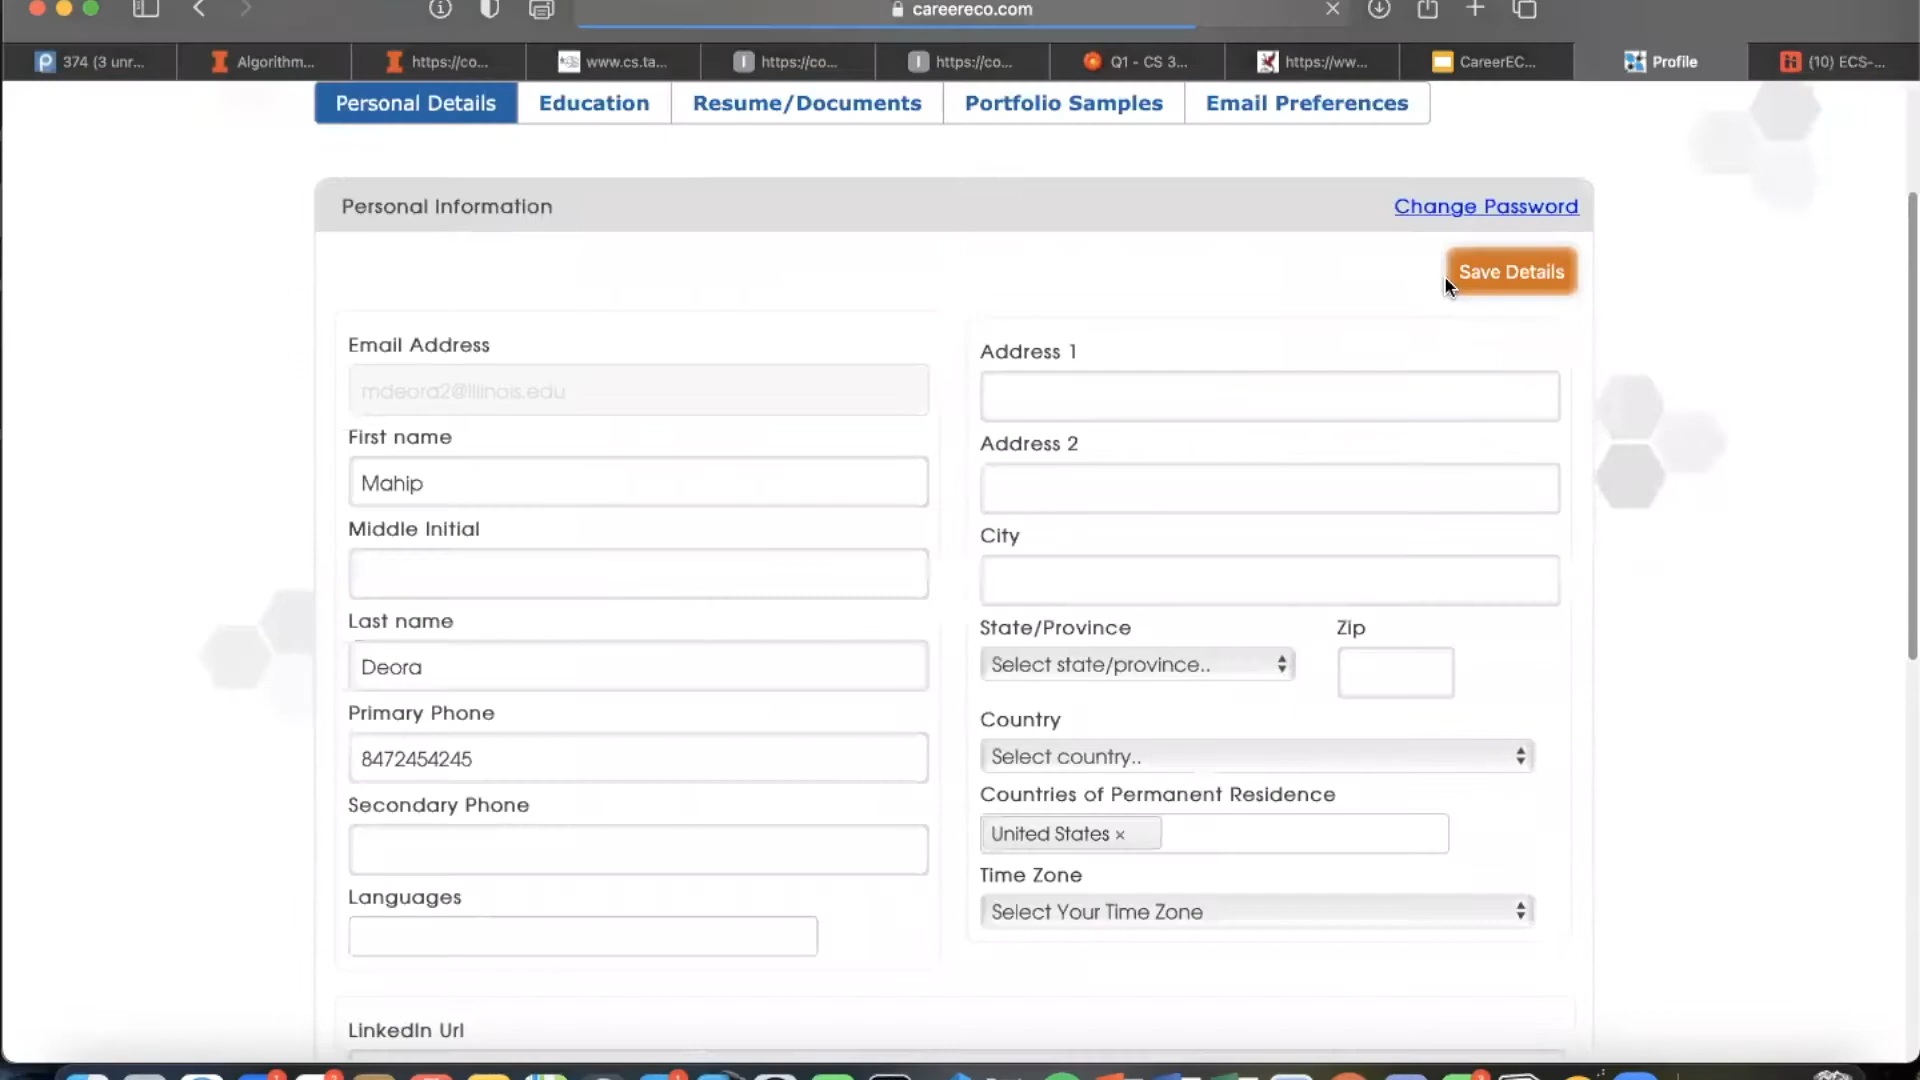 careereco.com
374 (3 unr...
Algorithm...
https://co...
www.cs.ta...
https://co...
https://co...
Q1 - CS 3...
https://ww...
CareerEC...
Profile
(10) ECS-...
Personal Details
Education
Resume/Documents
Portfolio Samples
Email Preferences
Personal Information
Change Password
Save Details
Email Address
mdeora2@illinois.edu
First name
Mahip
Middle Initial
Last name
Deora
Primary Phone
8472454245
Secondary Phone
Languages
Address 1
Address 2
City
State/Province
Zip
Select state/province..
Country
Select country..
Countries of Permanent Residence
United States ×
Time Zone
Select Your Time Zone
LinkedIn Url